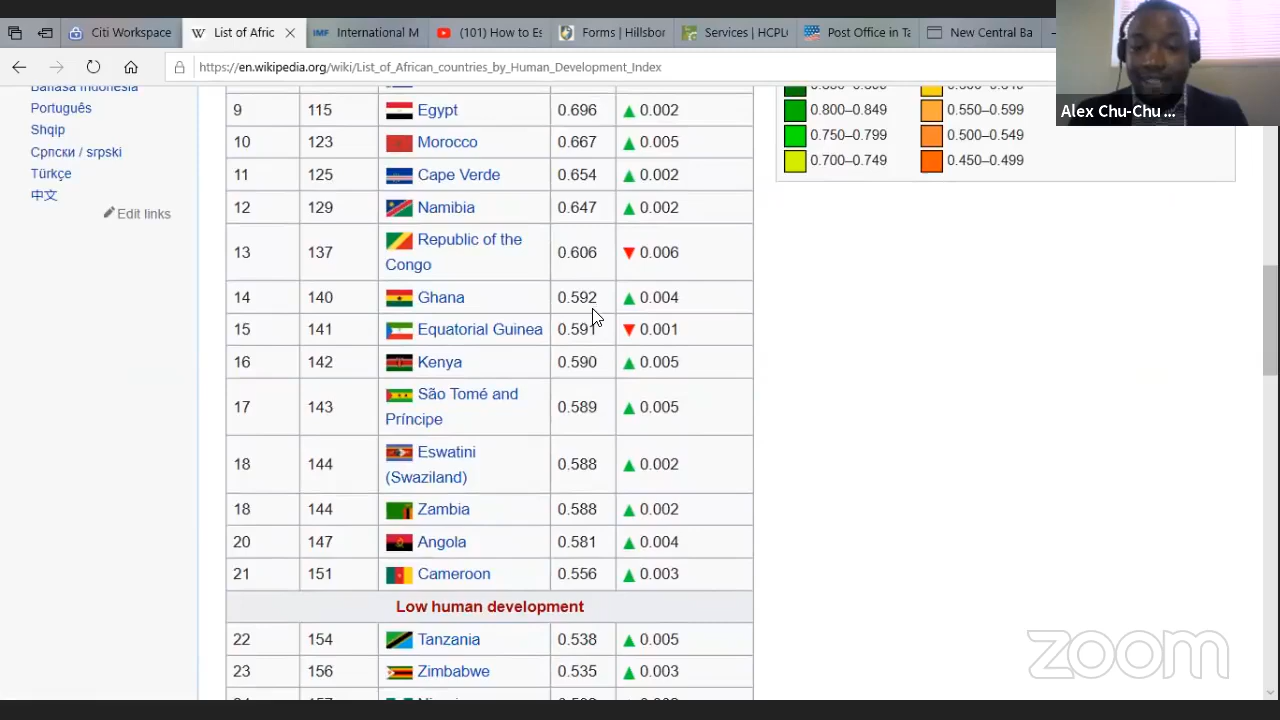 Citi Workspace
List of Afric
International M
(101) How to Es
Forms | Hillsbor
Services | HCPL
Post Office in Ta
New Central Ba
https://en.wikipedia.org/wiki/List_of_African_countries_by_Human_Development_Index
Alex Chu-Chu ...
Bahasa Indonesia
Português
Shqip
Српски / srpski
Türkçe
中文
Edit links
9 115 Egypt 0.696 ▲ 0.002
10 123 Morocco 0.667 ▲ 0.005
11 125 Cape Verde 0.654 ▲ 0.002
12 129 Namibia 0.647 ▲ 0.002
13 137 Republic of the 0.606 ▼ 0.006
Congo
14 140 Ghana 0.592 ▲ 0.004
15 141 Equatorial Guinea 0.591 ▼ 0.001
16 142 Kenya 0.590 ▲ 0.005
17 143 São Tomé and 0.589 ▲ 0.005
Príncipe
18 144 Eswatini 0.588 ▲ 0.002
(Swaziland)
18 144 Zambia 0.588 ▲ 0.002
20 147 Angola 0.581 ▲ 0.004
21 151 Cameroon 0.556 ▲ 0.003
Low human development
22 154 Tanzania 0.538 ▲ 0.005
23 156 Zimbabwe 0.535 ▲ 0.003
0.550–0.599
0.750–0.799 0.500–0.549
0.700–0.749 0.450–0.499
zoom